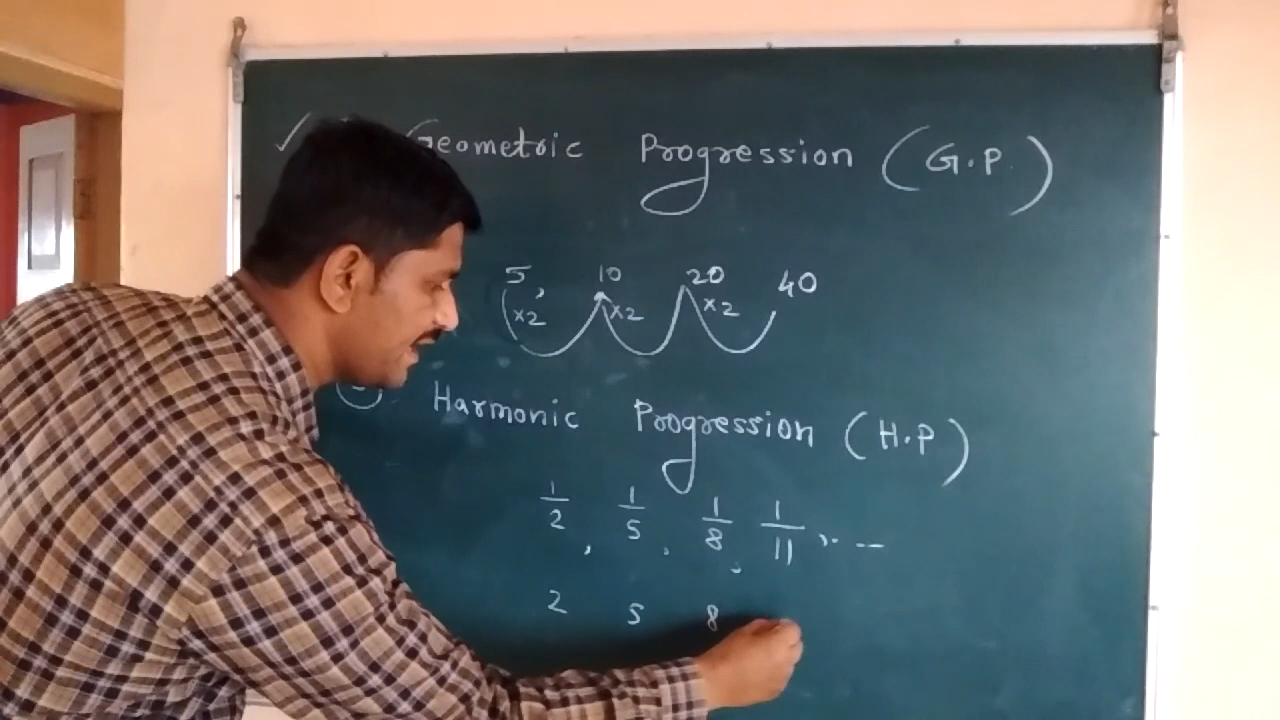 ✓ Geometric Progression (G.P.)
5, 10 20 40
×2 ×2 ×2
Harmonic Progression (H.P)
1/2, 1/5, 1/8, 1/11, . --
2 5 8